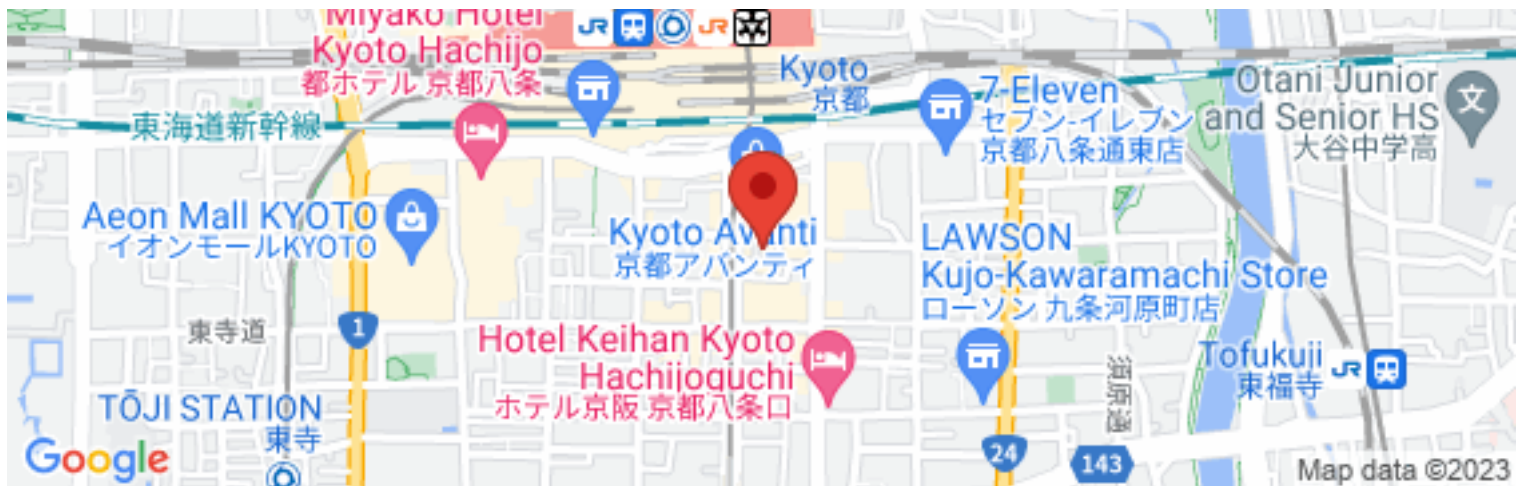 Miyako Hotel
Kyoto Hachijo
都ホテル 京都八条
JR
JR
Kyoto
京都
7-Eleven
セブン-イレブン
京都八条通東店
Otani Junior
and Senior HS
大谷中学高
東海道新幹線
Aeon Mall KYOTO
イオンモールKYOTO
Kyoto Avanti
京都アバンティ
LAWSON
Kujo-Kawaramachi Store
ローソン 九条河原町店
東寺道
1
Hotel Keihan Kyoto
Hachijoguchi
ホテル京阪 京都八条口
Tofukuji
東福寺
JR
須原通
TŌJI STATION
東寺
24
143
Google
Map data ©2023
文